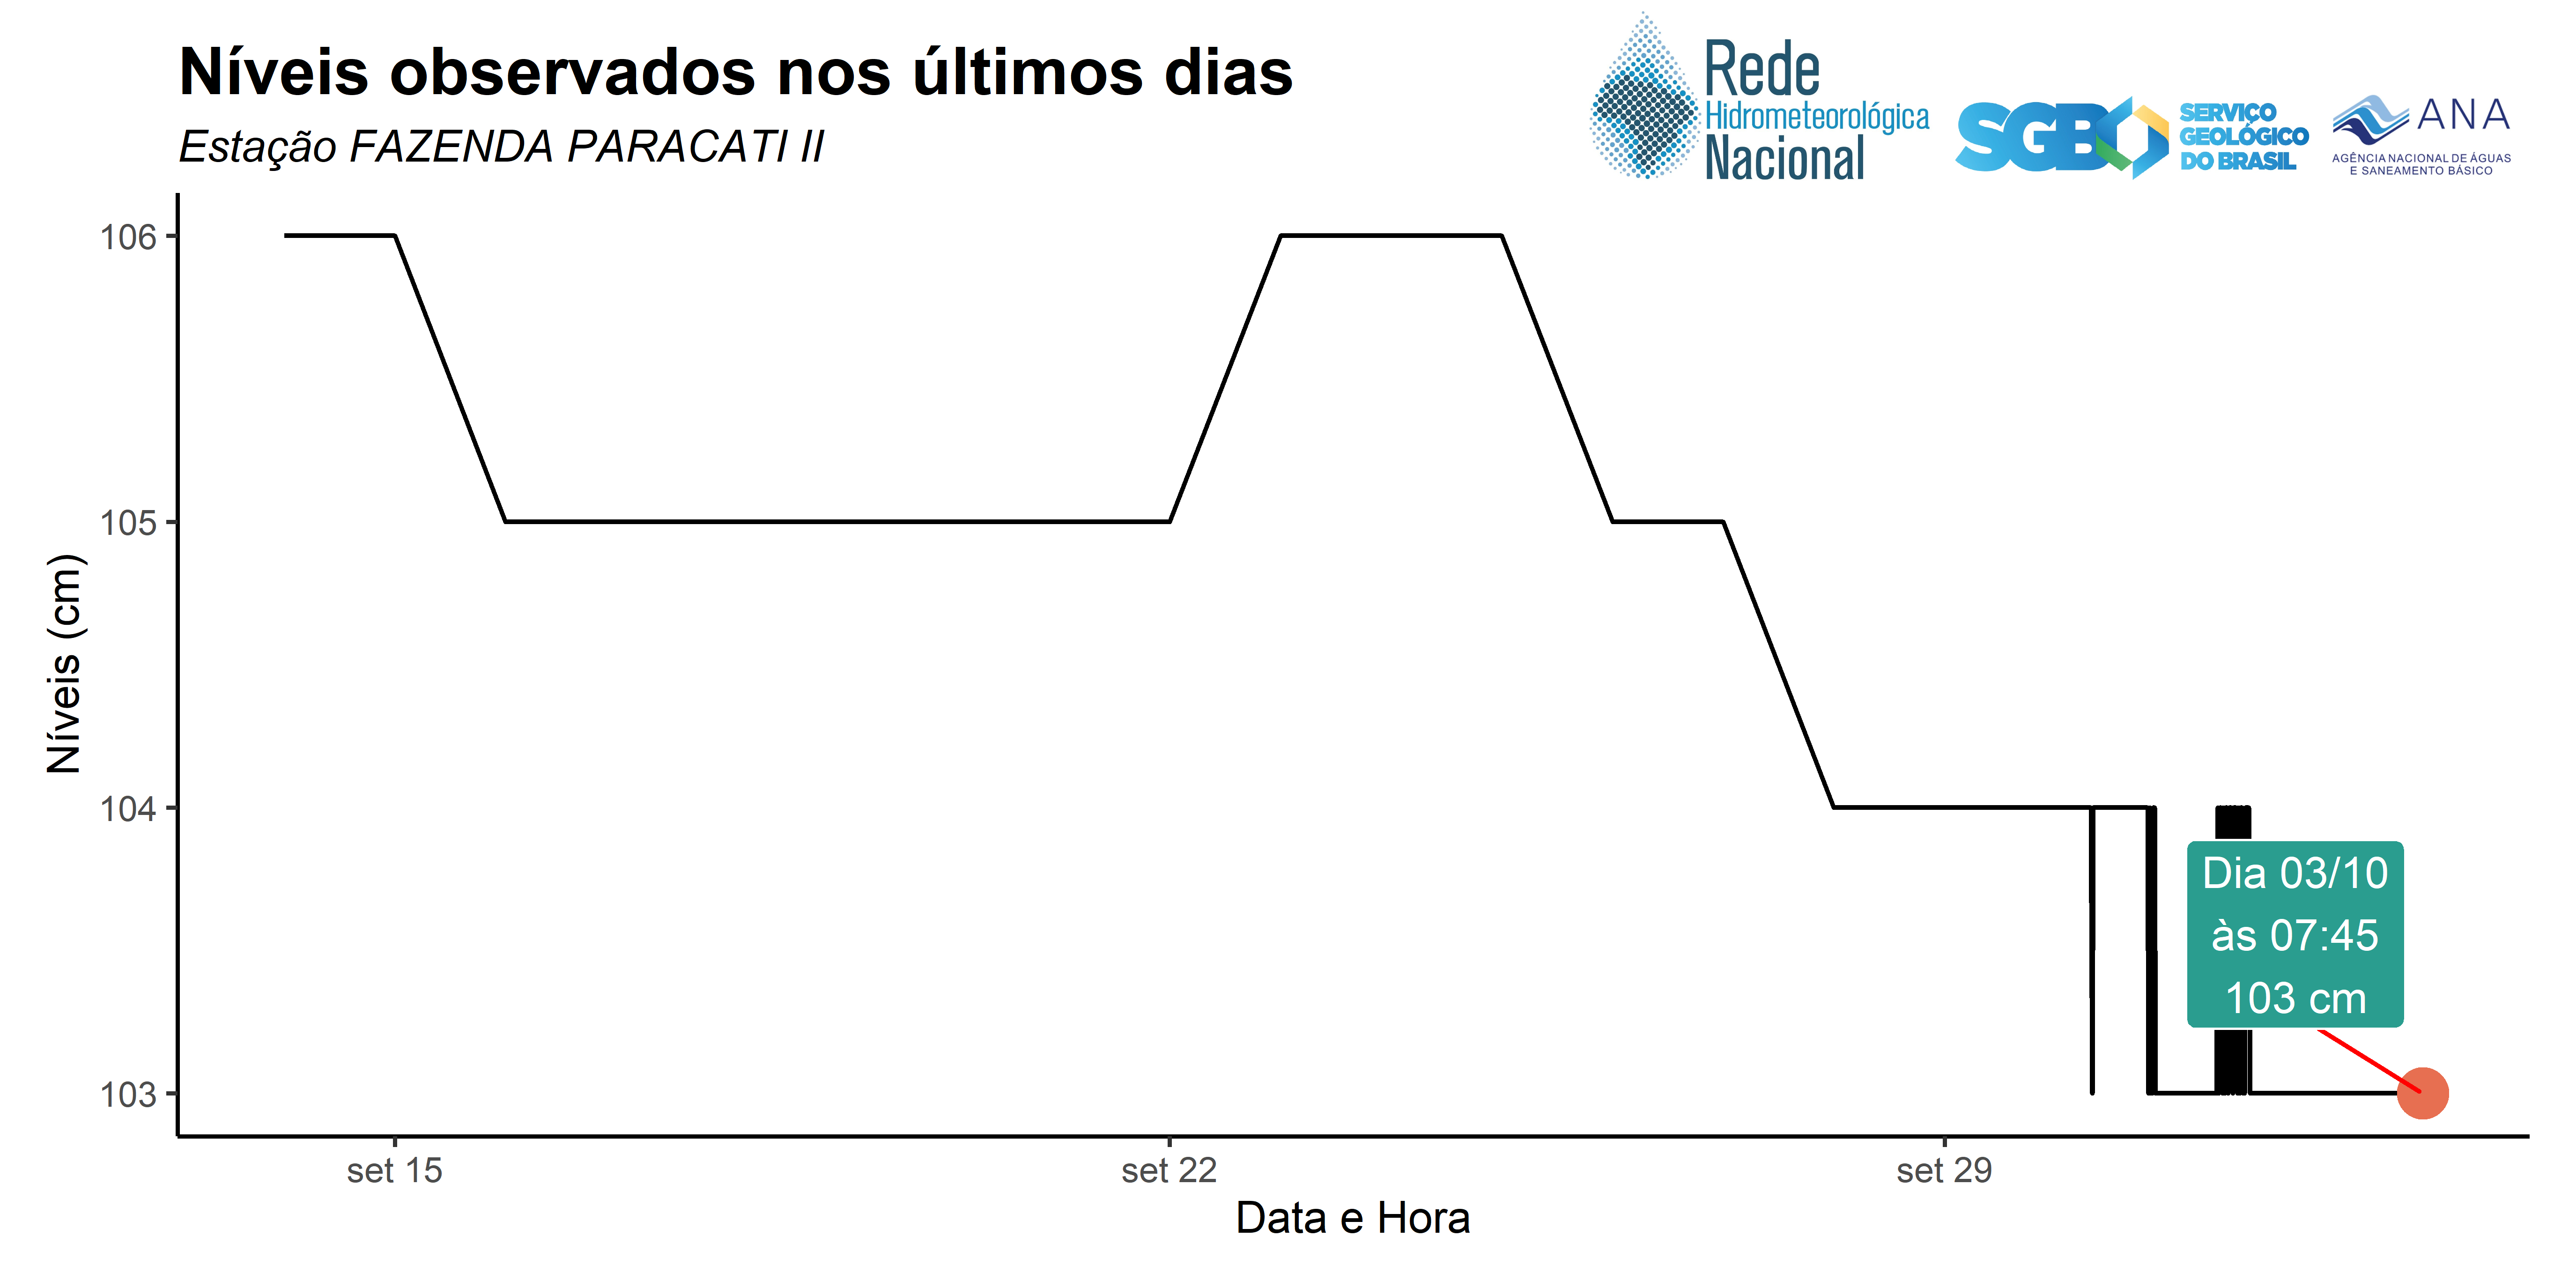 Níveis observados nos últimos dias
Estação FAZENDA PARACATI II
Rede
Hidrometeorológica
Nacional
SGB
SERVIÇO
GEOLÓGICO
DO BRASIL
ANA
AGÊNCIA NACIONAL DE ÁGUAS
E SANEAMENTO BÁSICO
Níveis (cm)
106
105
104
103
Dia 03/10
às 07:45
103 cm
set 15
set 22
set 29
Data e Hora